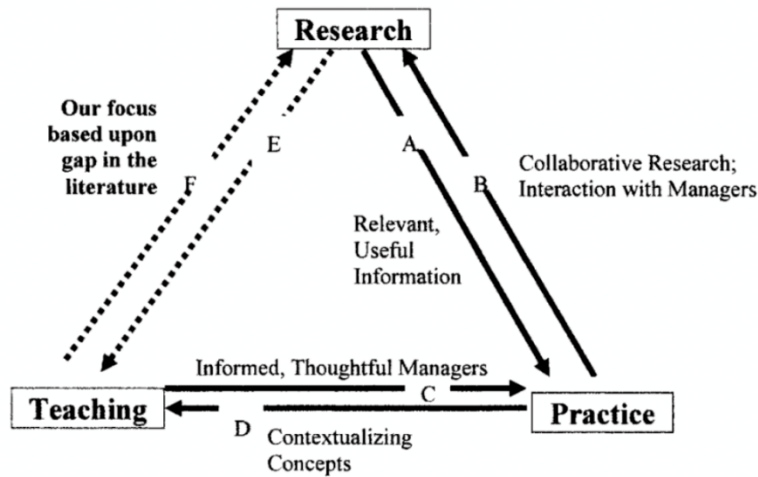 Research
Our focus
based upon
gap in the
literature
E
F
A
B
Collaborative Research;
Interaction with Managers
Relevant,
Useful
Information
Informed, Thoughtful Managers
C
Teaching
Practice
D
Contextualizing
Concepts